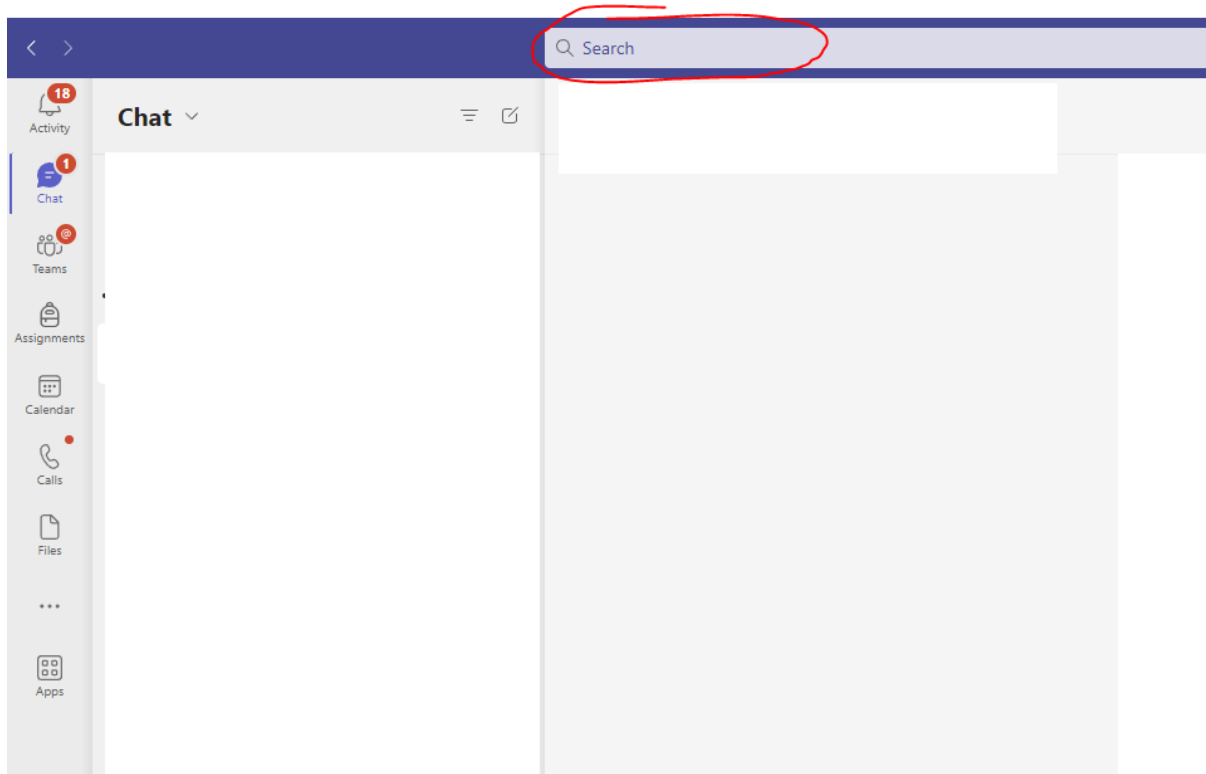 Search
18
Activity
Chat
1
Chat
@
Teams
Assignments
Calendar
Calls
Files
Apps